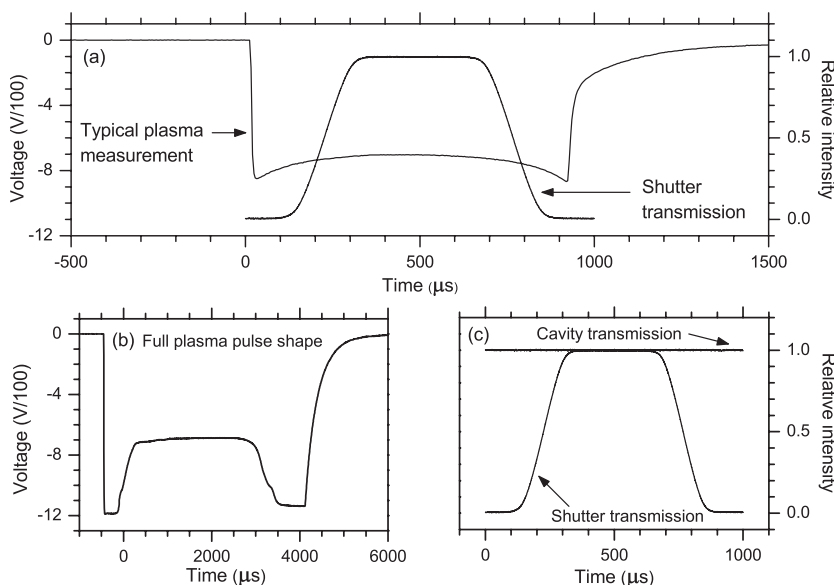 (a)
Voltage (V/100)
0
-4
-8
-12
Typical plasma
measurement
Shutter
transmission
1.0
0.5
0.0
Relative intensity
-500
0
500
1000
1500
Time (μs)
(b) Full plasma pulse shape
Voltage (V/100)
0
-4
-8
-12
0
2000
4000
6000
Time (μs)
(c)
Cavity transmission
Shutter transmission
1.0
0.5
0.0
Relative intensity
0
500
1000
Time (μs)